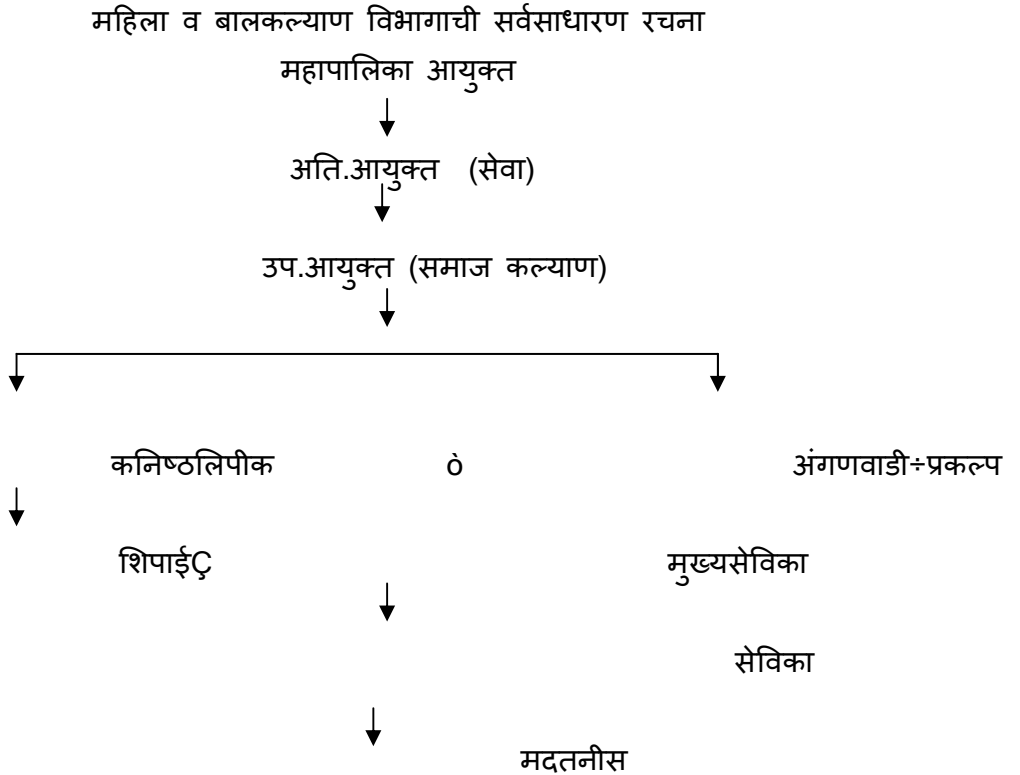 महिला व बालकल्याण विभागाची सर्वसाधारण रचना
महापालिका आयुक्त
अति.आयुक्त (सेवा)
उप.आयुक्त (समाज कल्याण)
कनिष्ठलिपीक ò अंगणवाडी÷प्रकल्प
शिपाईÇ मुख्यसेविका
सेविका
मदतनीस